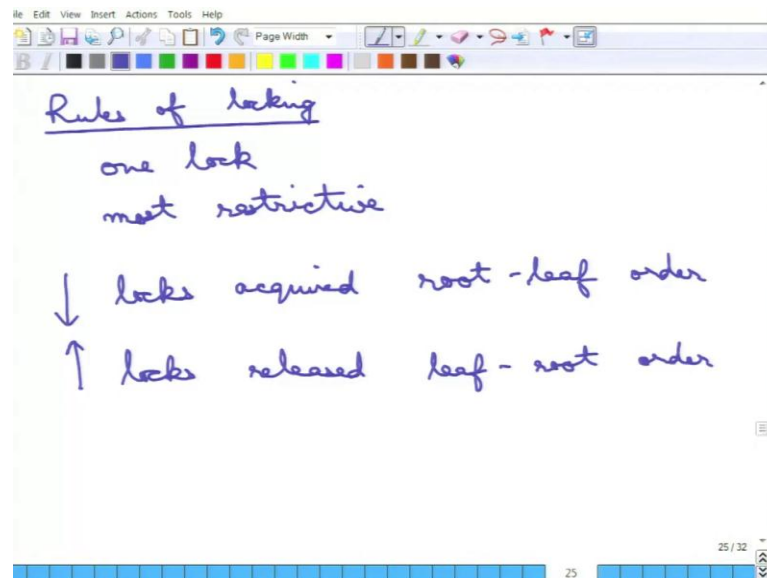 ile Edit View Insert Actions Tools Help
Page Width
B I
Rules of locking
one lock
most restrictive
↓ locks acquired root-leaf order
↑ locks released leaf-root order
25/32
25